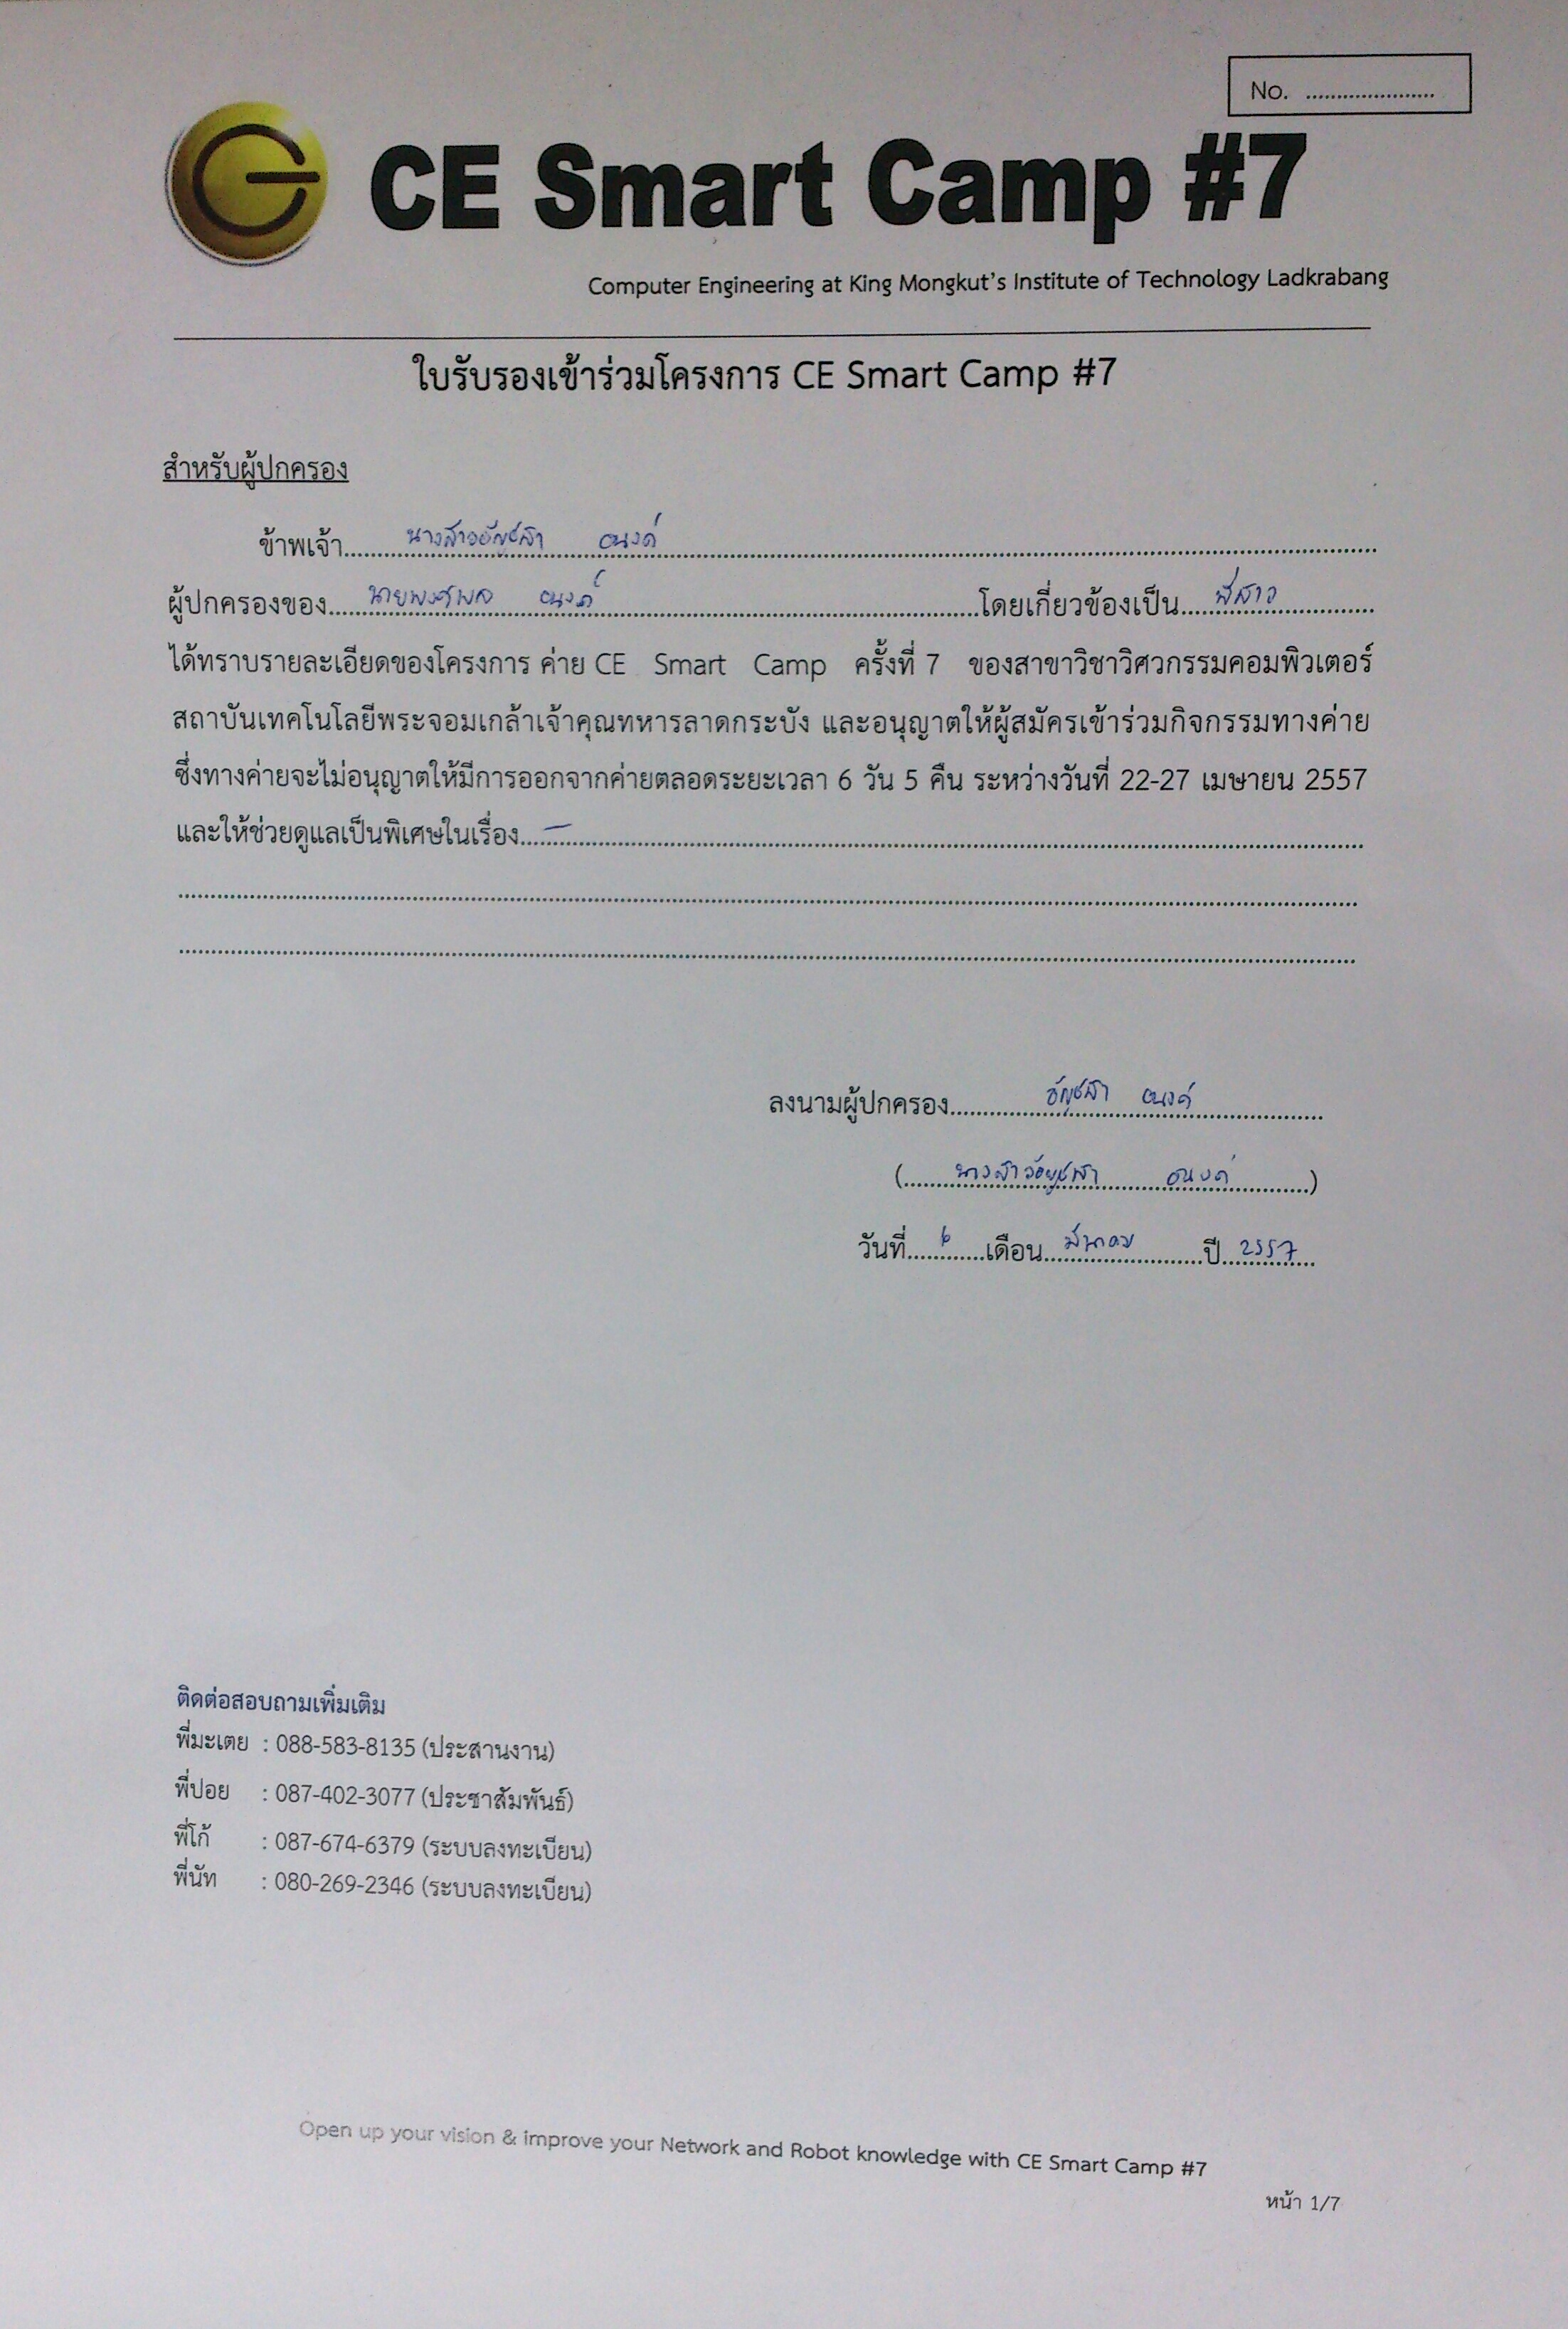 No. ......................
CE Smart Camp #7
Computer Engineering at King Mongkut's Institute of Technology Ladkrabang
ใบรับรองเข้าร่วมโครงการ CE Smart Camp #7
สำหรับผู้ปกครอง
ข้าพเจ้า.....นางสาวอัญชสา.....
ผู้ปกครองของ.....นายพงศ์พล.....โดยเกี่ยวข้องเป็น.....พี่สาว.....
ได้ทราบรายละเอียดของโครงการ ค่าย CE Smart Camp ครั้งที่ 7 ของสาขาวิชาวิศวกรรมคอมพิวเตอร์
สถาบันเทคโนโลยีพระจอมเกล้าเจ้าคุณทหารลาดกระบัง และอนุญาตให้ผู้สมัครเข้าร่วมกิจกรรมทางค่าย
ซึ่งทางค่ายจะไม่อนุญาตให้มีการออกจากค่ายตลอดระยะเวลา 6 วัน 5 คืน ระหว่างวันที่ 22-27 เมษายน 2557
และให้ช่วยดูแลเป็นพิเศษในเรื่อง.....-.....
ลงนามผู้ปกครอง.....อัญชสา.....
(.....นางสาวอัญชสา.....)
วันที่.....6.....เดือน.....มีนาคม.....ปี.....2557.....
ติดต่อสอบถามเพิ่มเติม
พี่มะเตย : 088-583-8135 (ประสานงาน)
พี่ปอย : 087-402-3077 (ประชาสัมพันธ์)
พี่โก้ : 087-674-6379 (ระบบลงทะเบียน)
พี่นัท : 080-269-2346 (ระบบลงทะเบียน)
Open up your vision & improve your Network and Robot knowledge with CE Smart Camp #7
หน้า 1/7